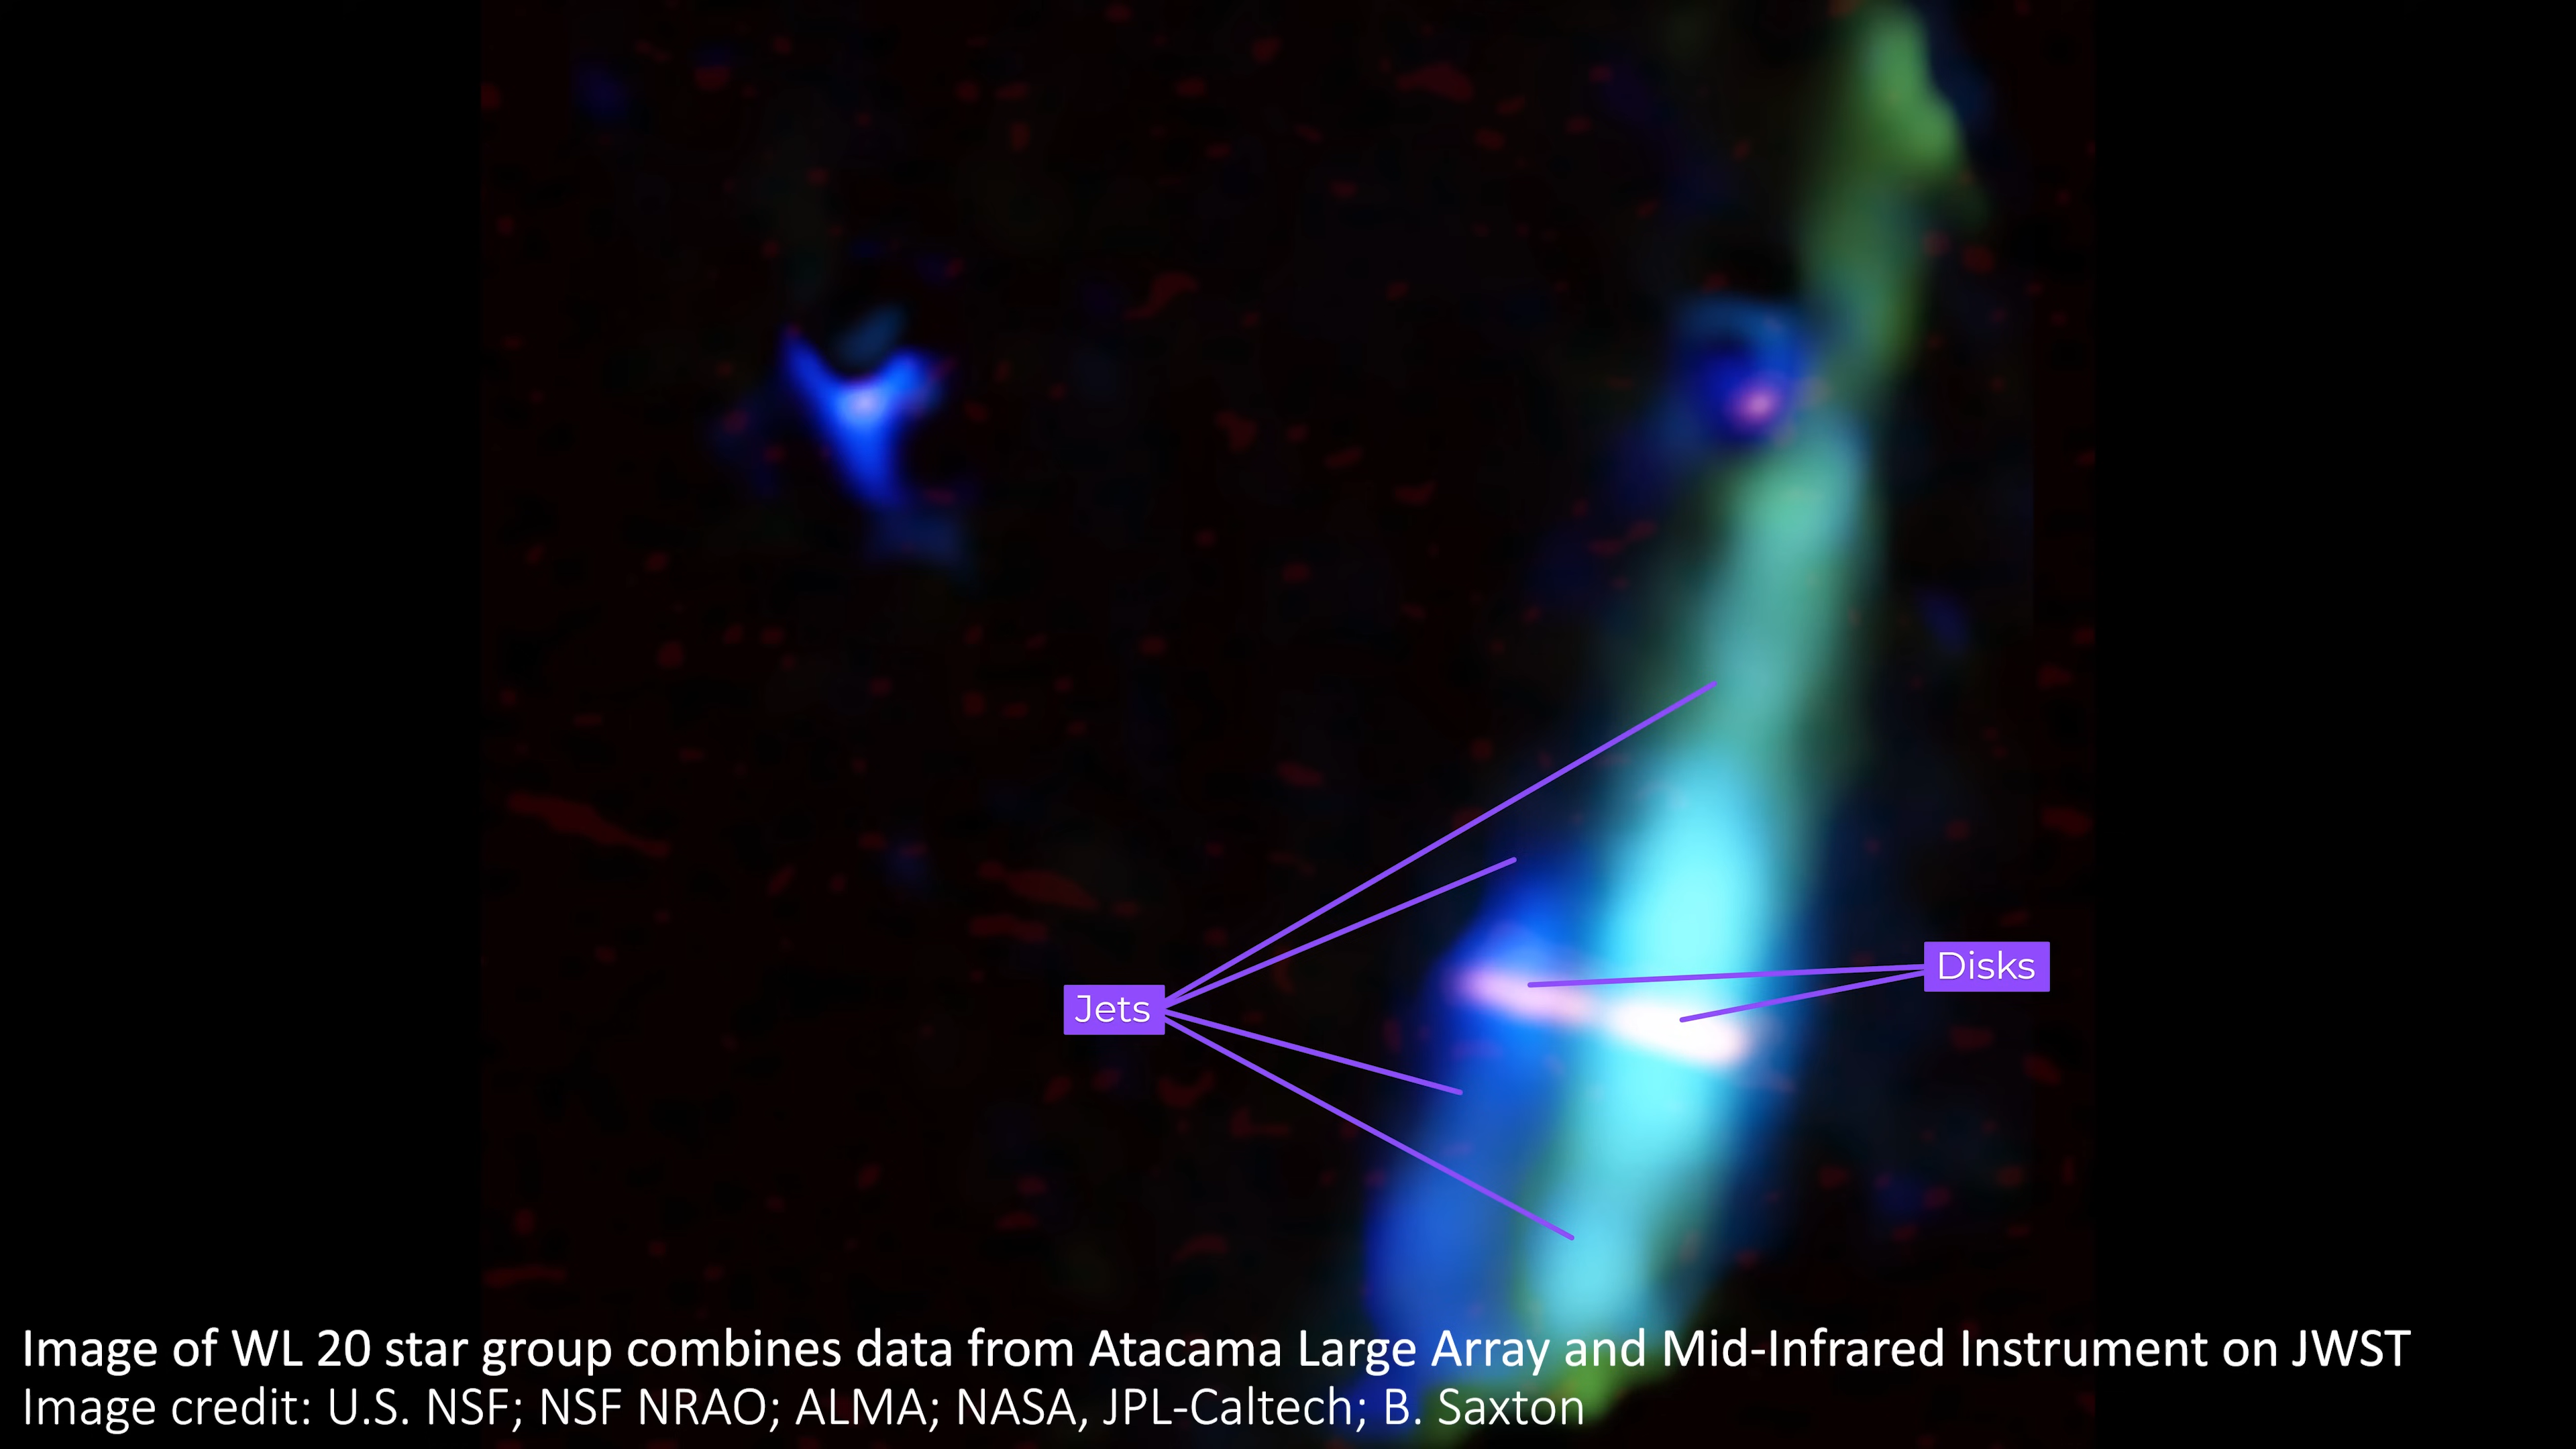 Disks
Jets
Image of WL 20 star group combines data from Atacama Large Array and Mid-Infrared Instrument on JWST
Image credit: U.S. NSF; NSF NRAO; ALMA; NASA, JPL-Caltech; B. Saxton